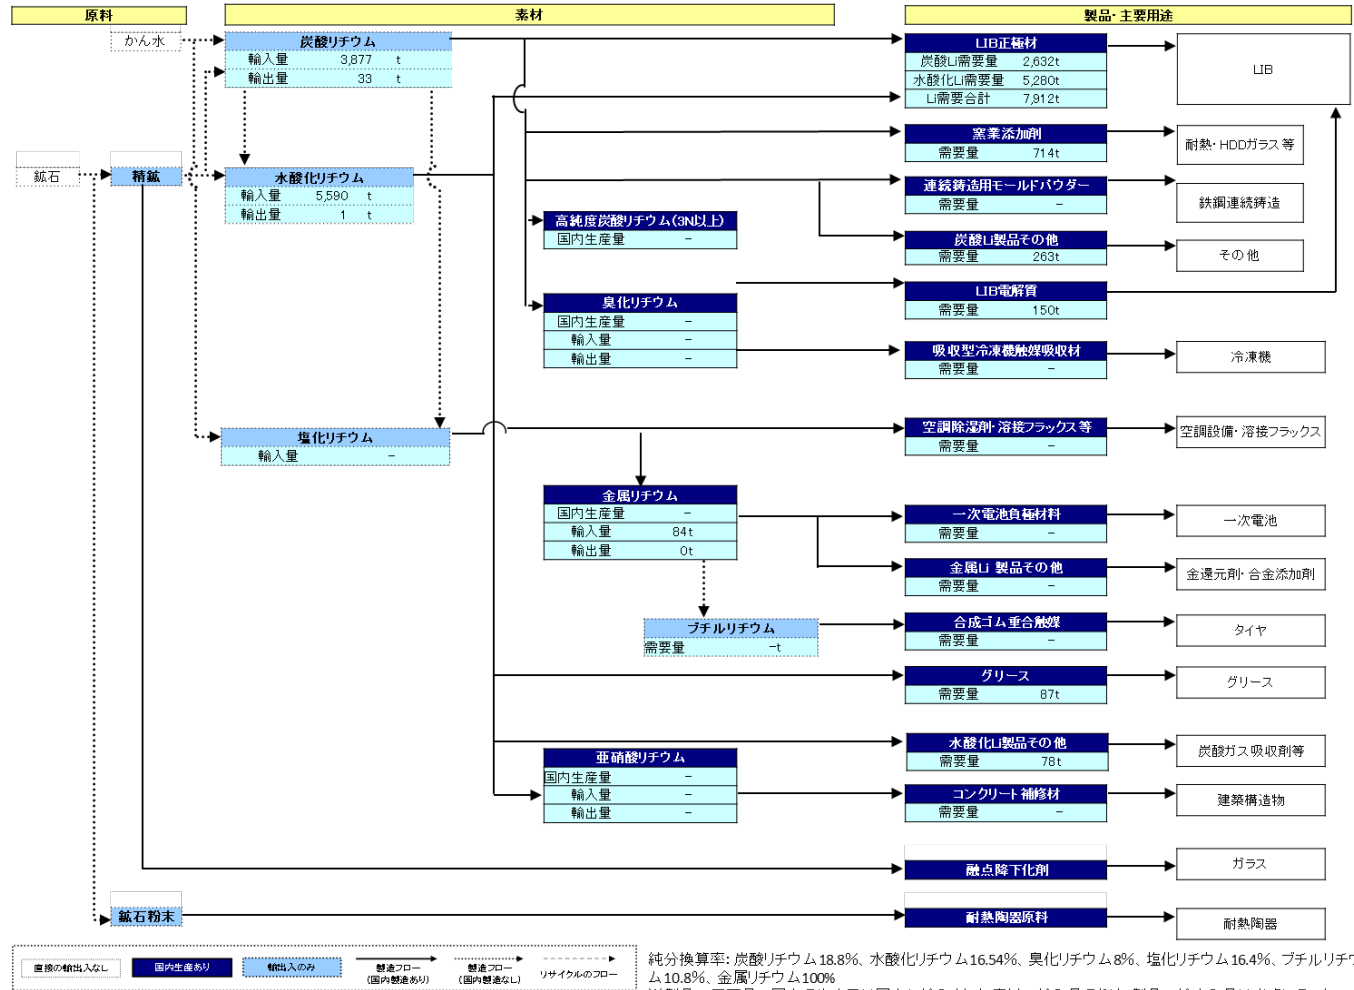 原料
素材
製品・主要用途
かん水
炭酸リチウム
輸入量 3,877 t
輸出量 33 t
LIB正極材
炭酸Li需要量 2,632t
水酸化Li需要量 5,280t
Li需要合計 7,912t
LIB
窯業添加剤
需要量 714t
耐熱・HDDガラス等
鉱石
精鉱
水酸化リチウム
輸入量 5,590 t
輸出量 1 t
連続鋳造用モールドパウダー
需要量 －
鉄鋼連続鋳造
高純度炭酸リチウム(3N以上)
国内生産量 －
炭酸Li製品その他
需要量 263t
その他
臭化リチウム
国内生産量 －
輸入量 －
輸出量 －
LIB電解質
需要量 150t
吸収型冷凍機触媒吸収材
需要量 －
冷凍機
塩化リチウム
輸入量 －
空調除湿剤・溶接フラックス等
需要量 －
空調設備・溶接フラックス
金属リチウム
国内生産量 －
輸入量 84t
輸出量 0t
一次電池負極材料
需要量 －
一次電池
金属Li 製品その他
需要量 －
金還元剤・合金添加剤
ブチルリチウム
需要量 －t
合成ゴム重合触媒
需要量 －
タイヤ
グリース
需要量 87t
グリース
亜硝酸リチウム
国内生産量 －
輸入量 －
輸出量 －
水酸化Li製品その他
需要量 78t
炭酸ガス吸収剤等
コンクリート補修材
需要量 －
建築構造物
融点降下化剤
ガラス
鉱石粉末
耐熱陶器原料
耐熱陶器
直接の輸出入なし
国内生産あり
輸出入のみ
製造フロー
(国内製造あり)
製造フロー
(国内製造なし)
リサイクルのフロー
純分換算率: 炭酸リチウム18.8%、水酸化リチウム16.54%、臭化リチウム8%、塩化リチウム16.4%、ブチルリチウ
ム10.8%、金属リチウム100%